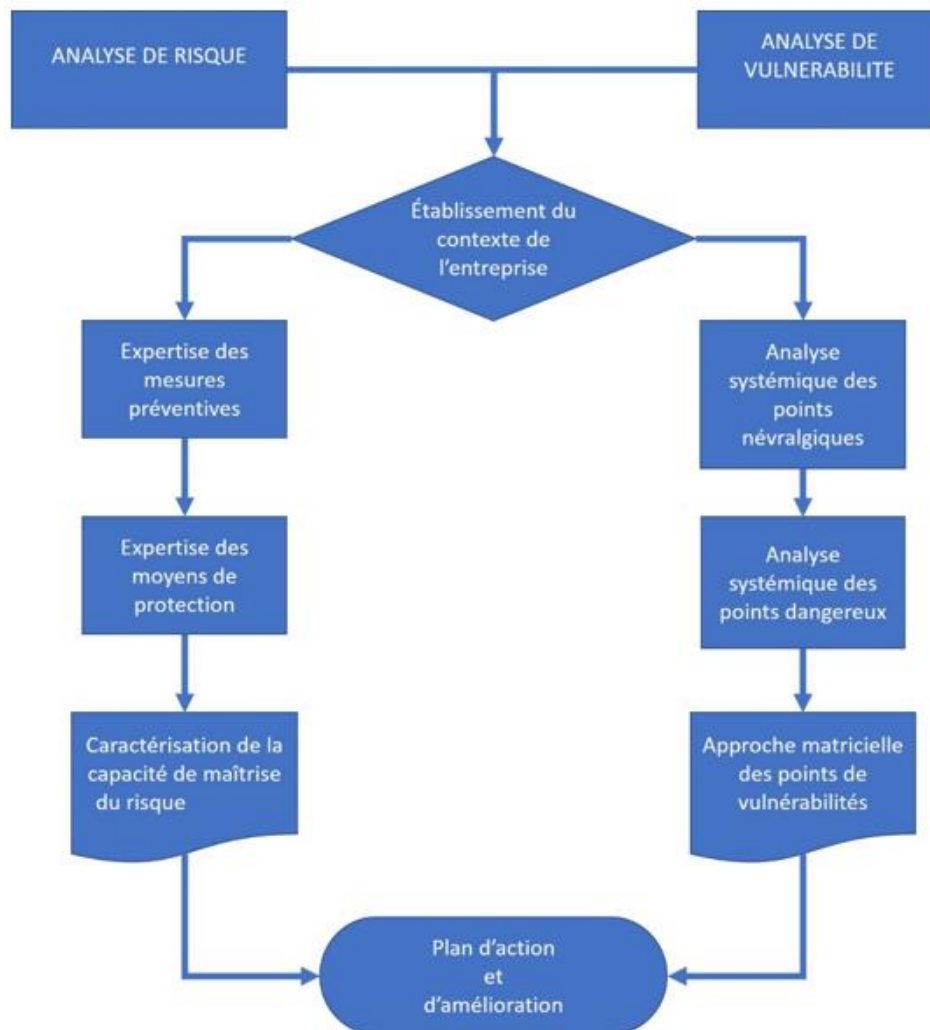 ANALYSE DE RISQUE
ANALYSE DE
VULNERABILITE
Établissement du
contexte de
l'entreprise
Expertise des
mesures
préventives
Analyse
systémique des
points
névralgiques
Expertise des
moyens de
protection
Analyse
systémique des
points dangereux
Caractérisation de la
capacité de maîtrise
du risque
Approche matricielle
des points de
vulnérabilités
Plan d'action
et
d'amélioration